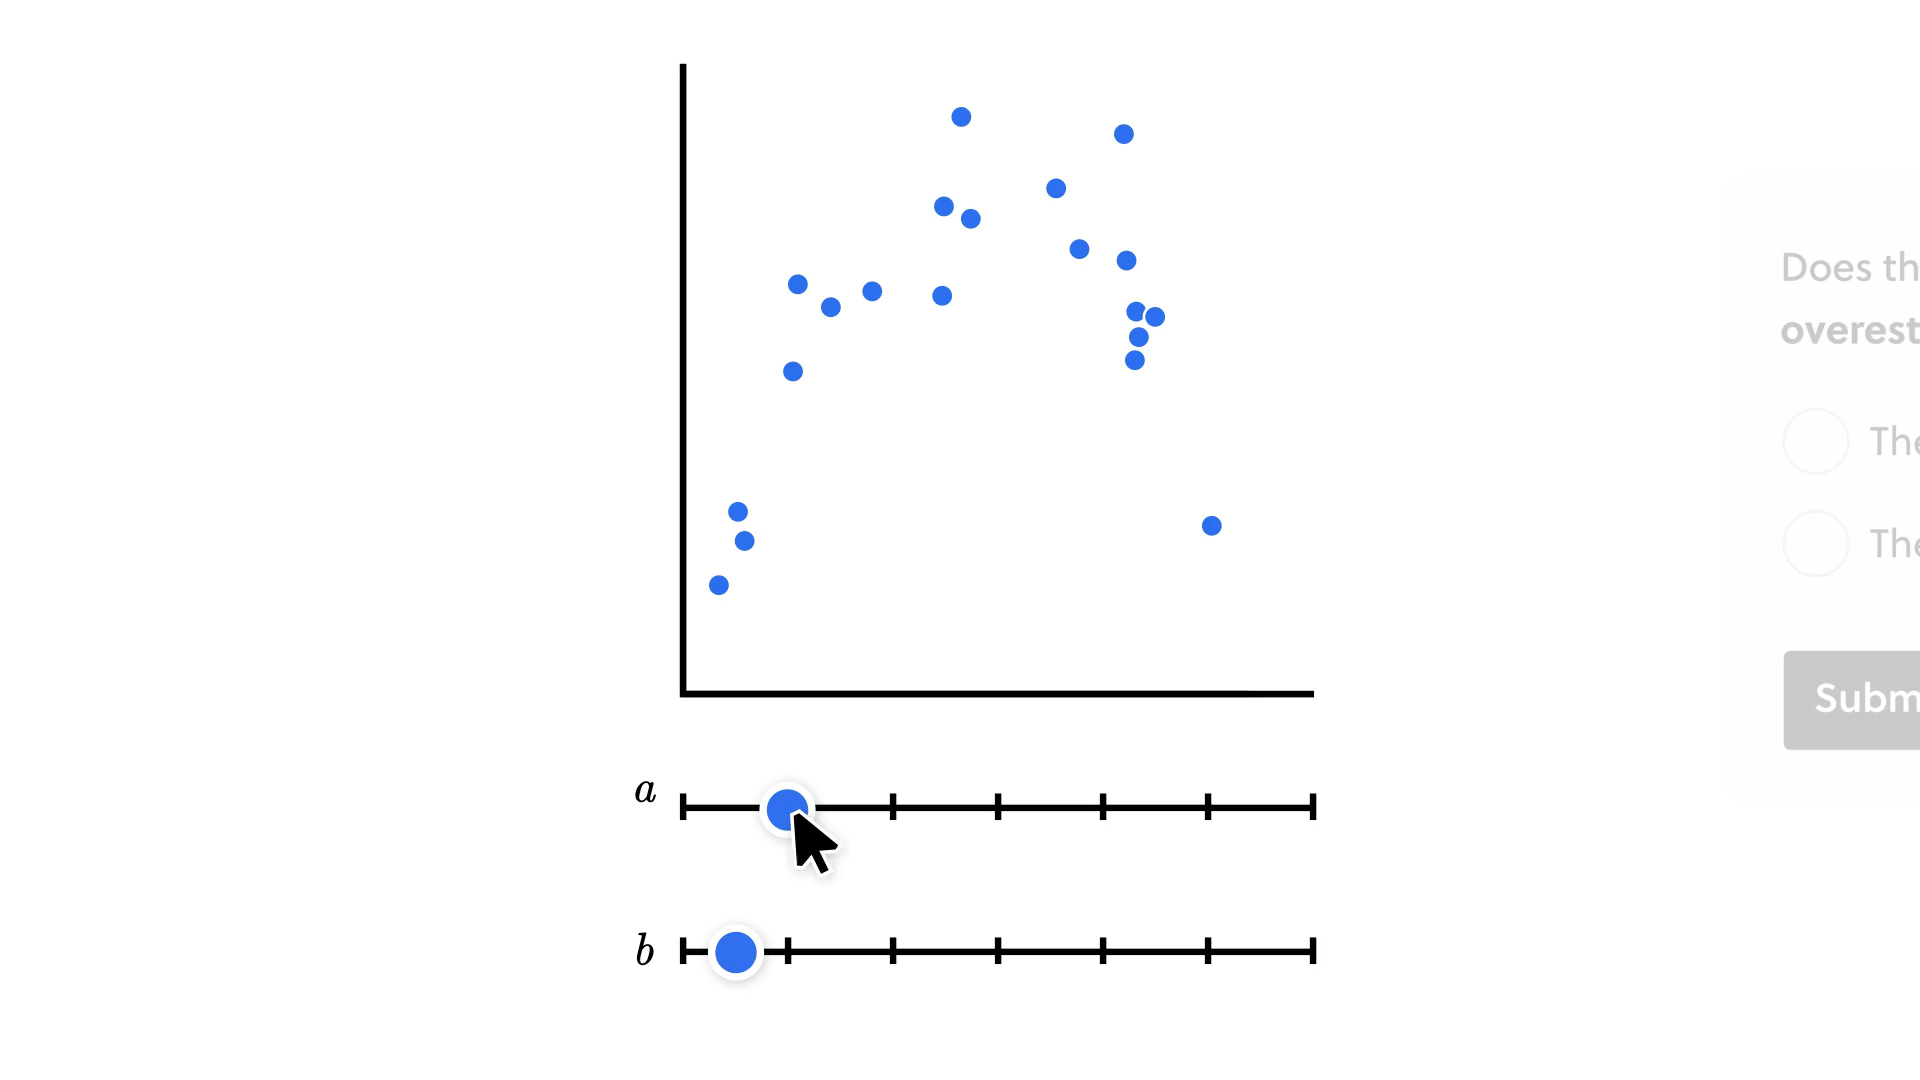 a
b
Does th
overest
The
The
Subm